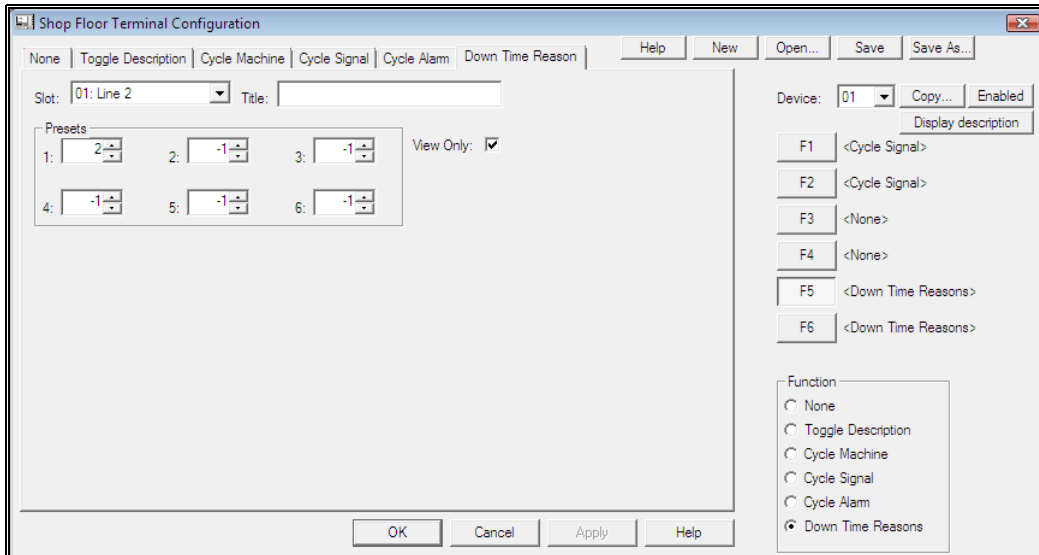 Shop Floor Terminal Configuration
Help New Open... Save Save As...
None Toggle Description Cycle Machine Cycle Signal Cycle Alarm Down Time Reason
Slot: 01: Line 2 Title:
Device: 01 Copy... Enabled
Display description
Presets
1: 2 2: -1 3: -1 View Only:
4: -1 5: -1 6: -1
F1 <Cycle Signal>
F2 <Cycle Signal>
F3 <None>
F4 <None>
F5 <Down Time Reasons>
F6 <Down Time Reasons>
Function
None
Toggle Description
Cycle Machine
Cycle Signal
Cycle Alarm
Down Time Reasons
OK Cancel Apply Help